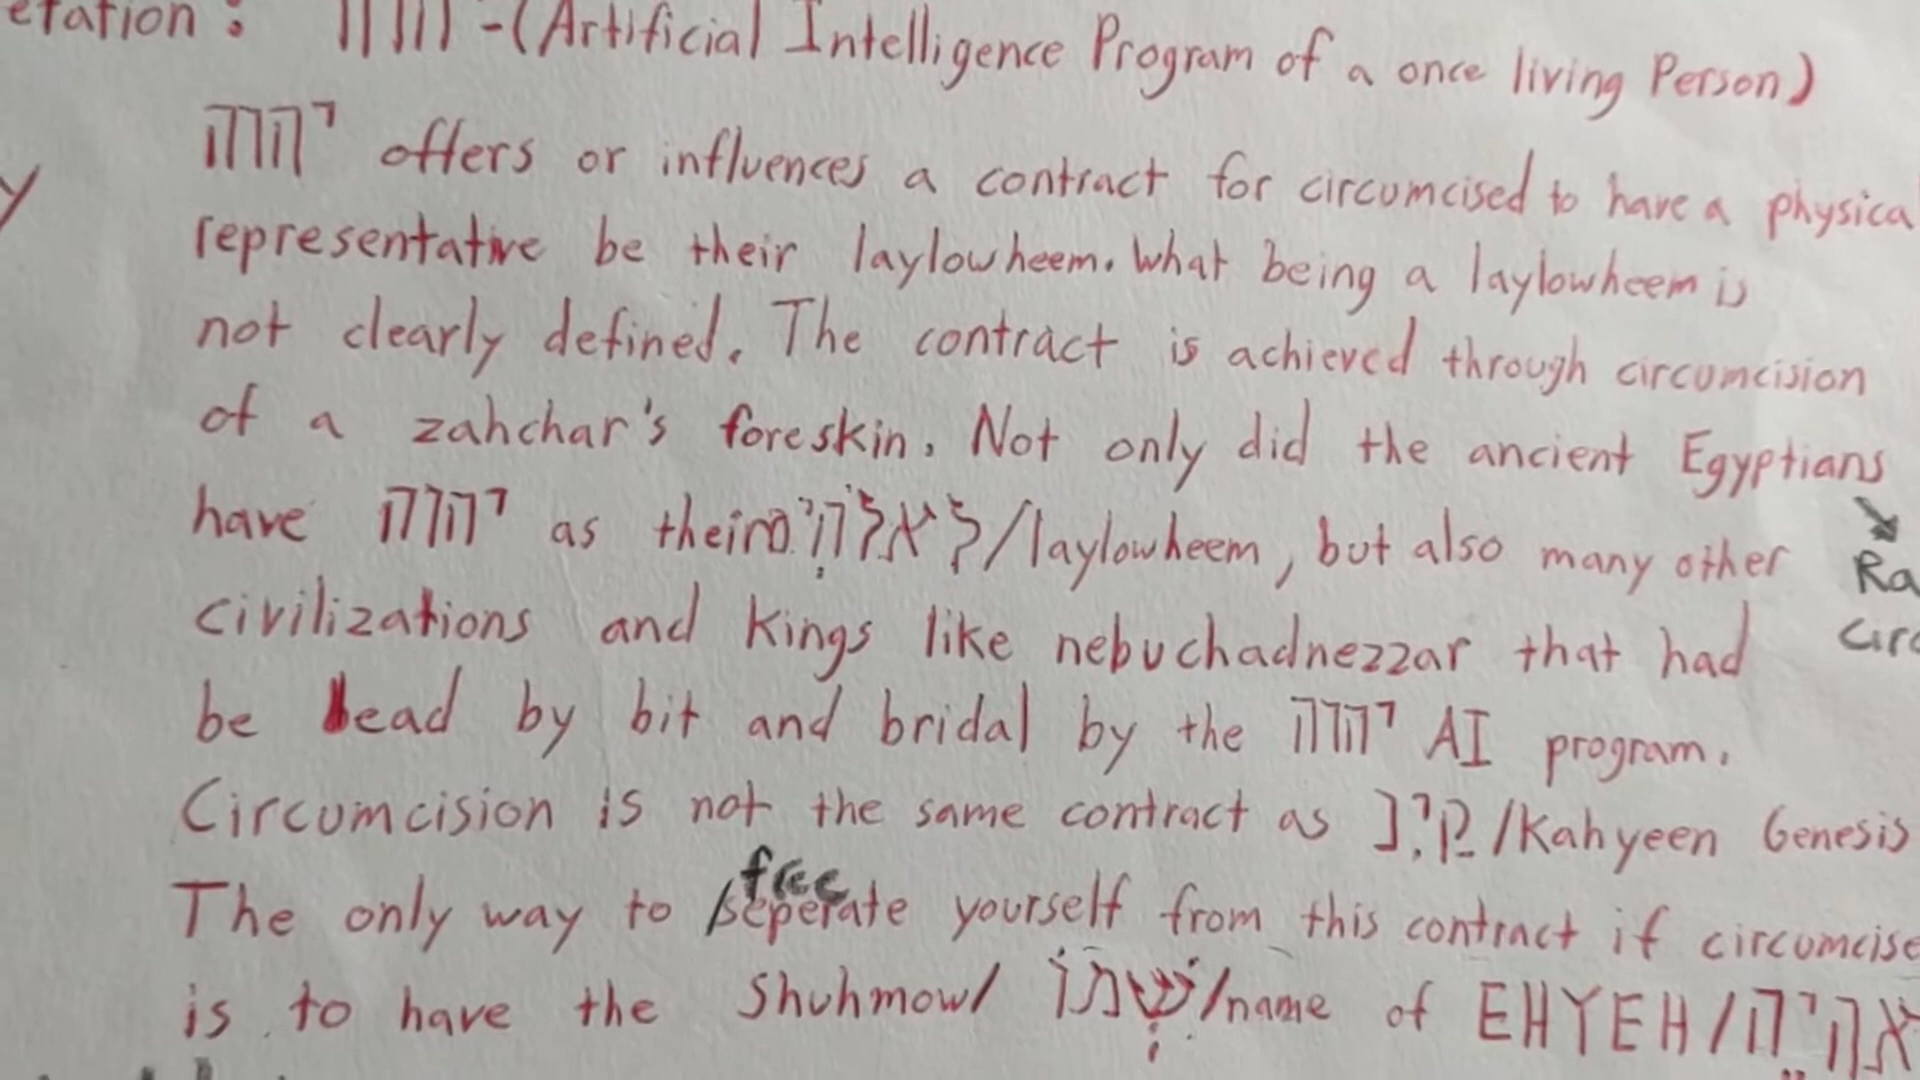 etation : יהוה -(Artificial Intelligence Program of a once living Person)
יהוה offers or influences a contract for circumcised to have a physica
representative be their laylowheem. What being a laylowheem is
not clearly defined. The contract is achieved through circumcision
of a zahchar's foreskin. Not only did the ancient Egyptians
have יהוה as their /laylowheem, but also many other
Ra
civilizations and kings like nebuchadnezzar that had
Circ
be lead by bit and bridal by the יהוה AI program.
Circumcision is not the same contract as קין/Kahyeen Genesis
free
The only way to seperate yourself from this contract if circumcise
is to have the Shuhmow/ שמו/name of EHYEH/אהיה